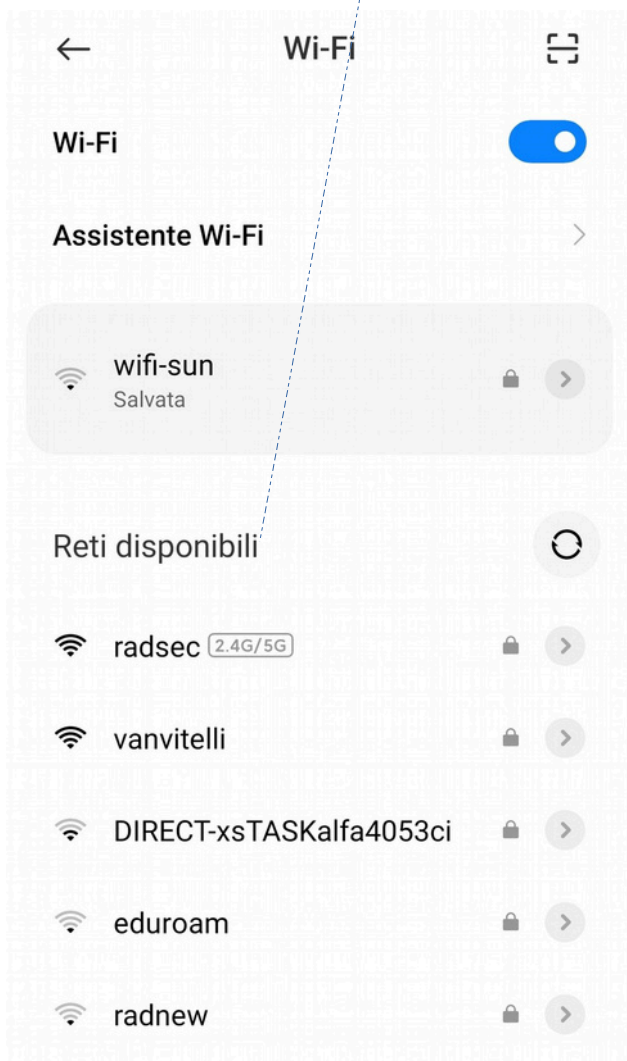 Wi-Fi
Wi-Fi
Assistente Wi-Fi
wifi-sun
Salvata
Reti disponibili
radsec 2.4G/5G
vanvitelli
DIRECT-xsTASKalfa4053ci
eduroam
radnew